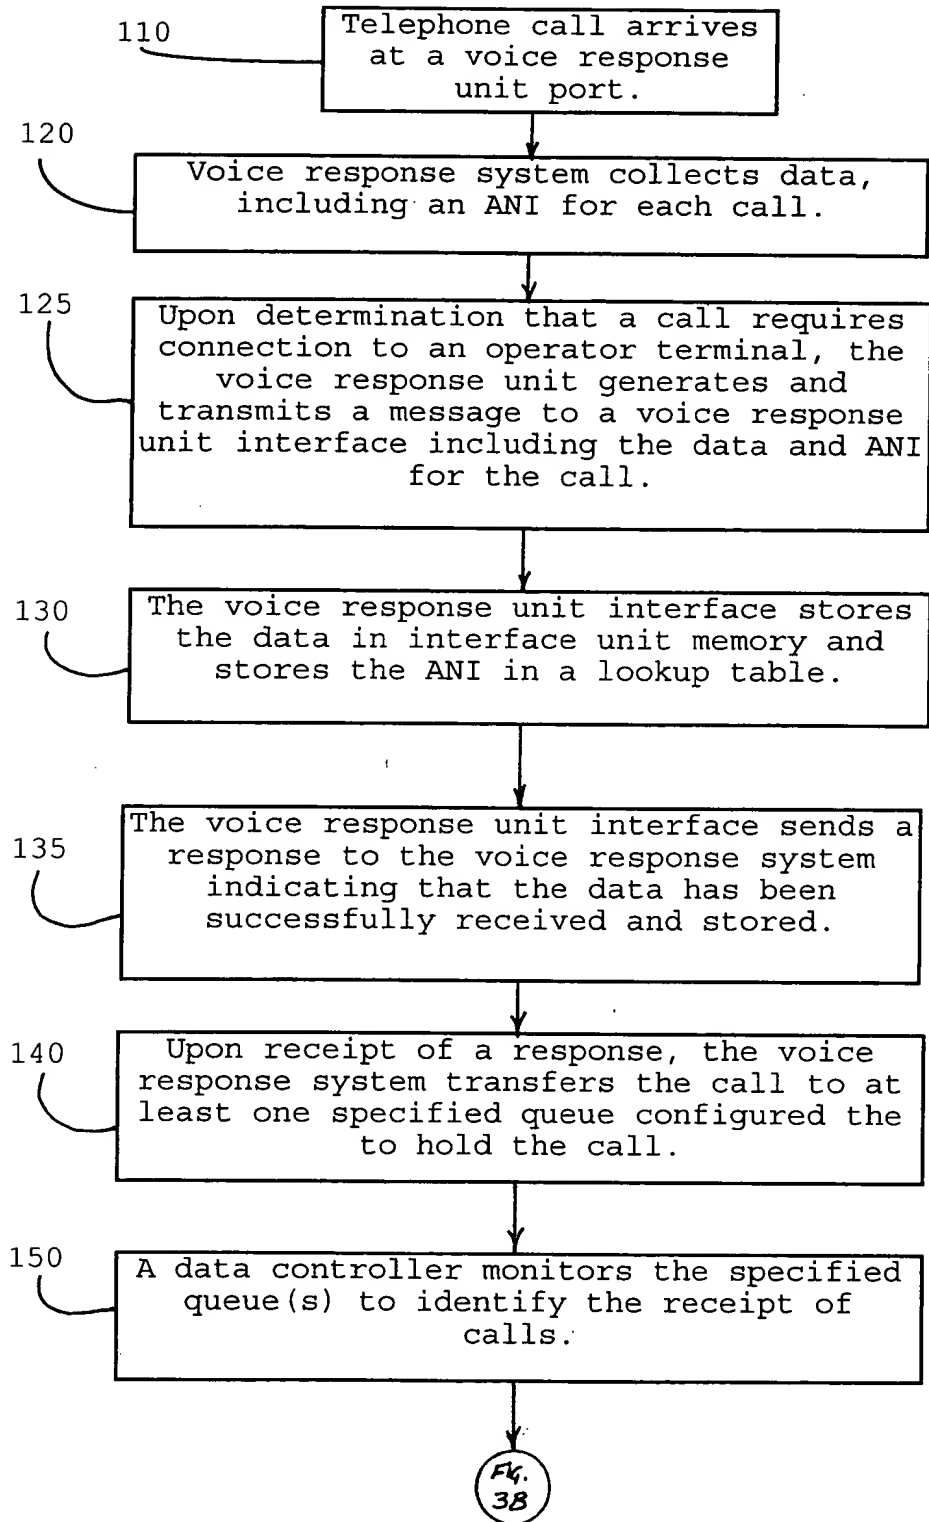 110
Telephone call arrives
at a voice response
unit port.
120
Voice response system collects data,
including an ANI for each call.
125
Upon determination that a call requires
connection to an operator terminal, the
voice response unit generates and
transmits a message to a voice response
unit interface including the data and ANI
for the call.
130
The voice response unit interface stores
the data in interface unit memory and
stores the ANI in a lookup table.
135
The voice response unit interface sends a
response to the voice response system
indicating that the data has been
successfully received and stored.
140
Upon receipt of a response, the voice
response system transfers the call to at
least one specified queue configured the
to hold the call.
150
A data controller monitors the specified
queue(s) to identify the receipt of
calls.
FIG.
3B